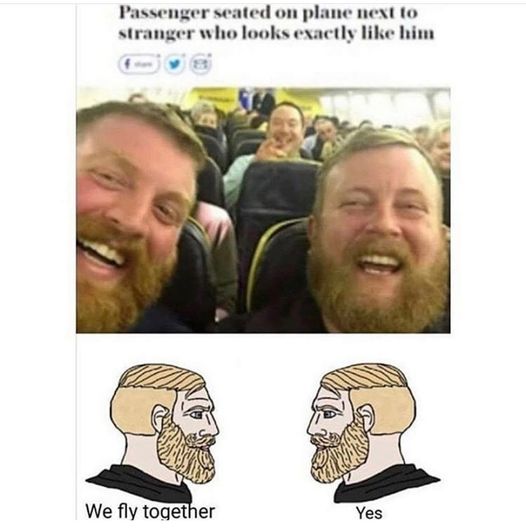 Passenger seated on plane next to
stranger who looks exactly like him
We fly together
Yes